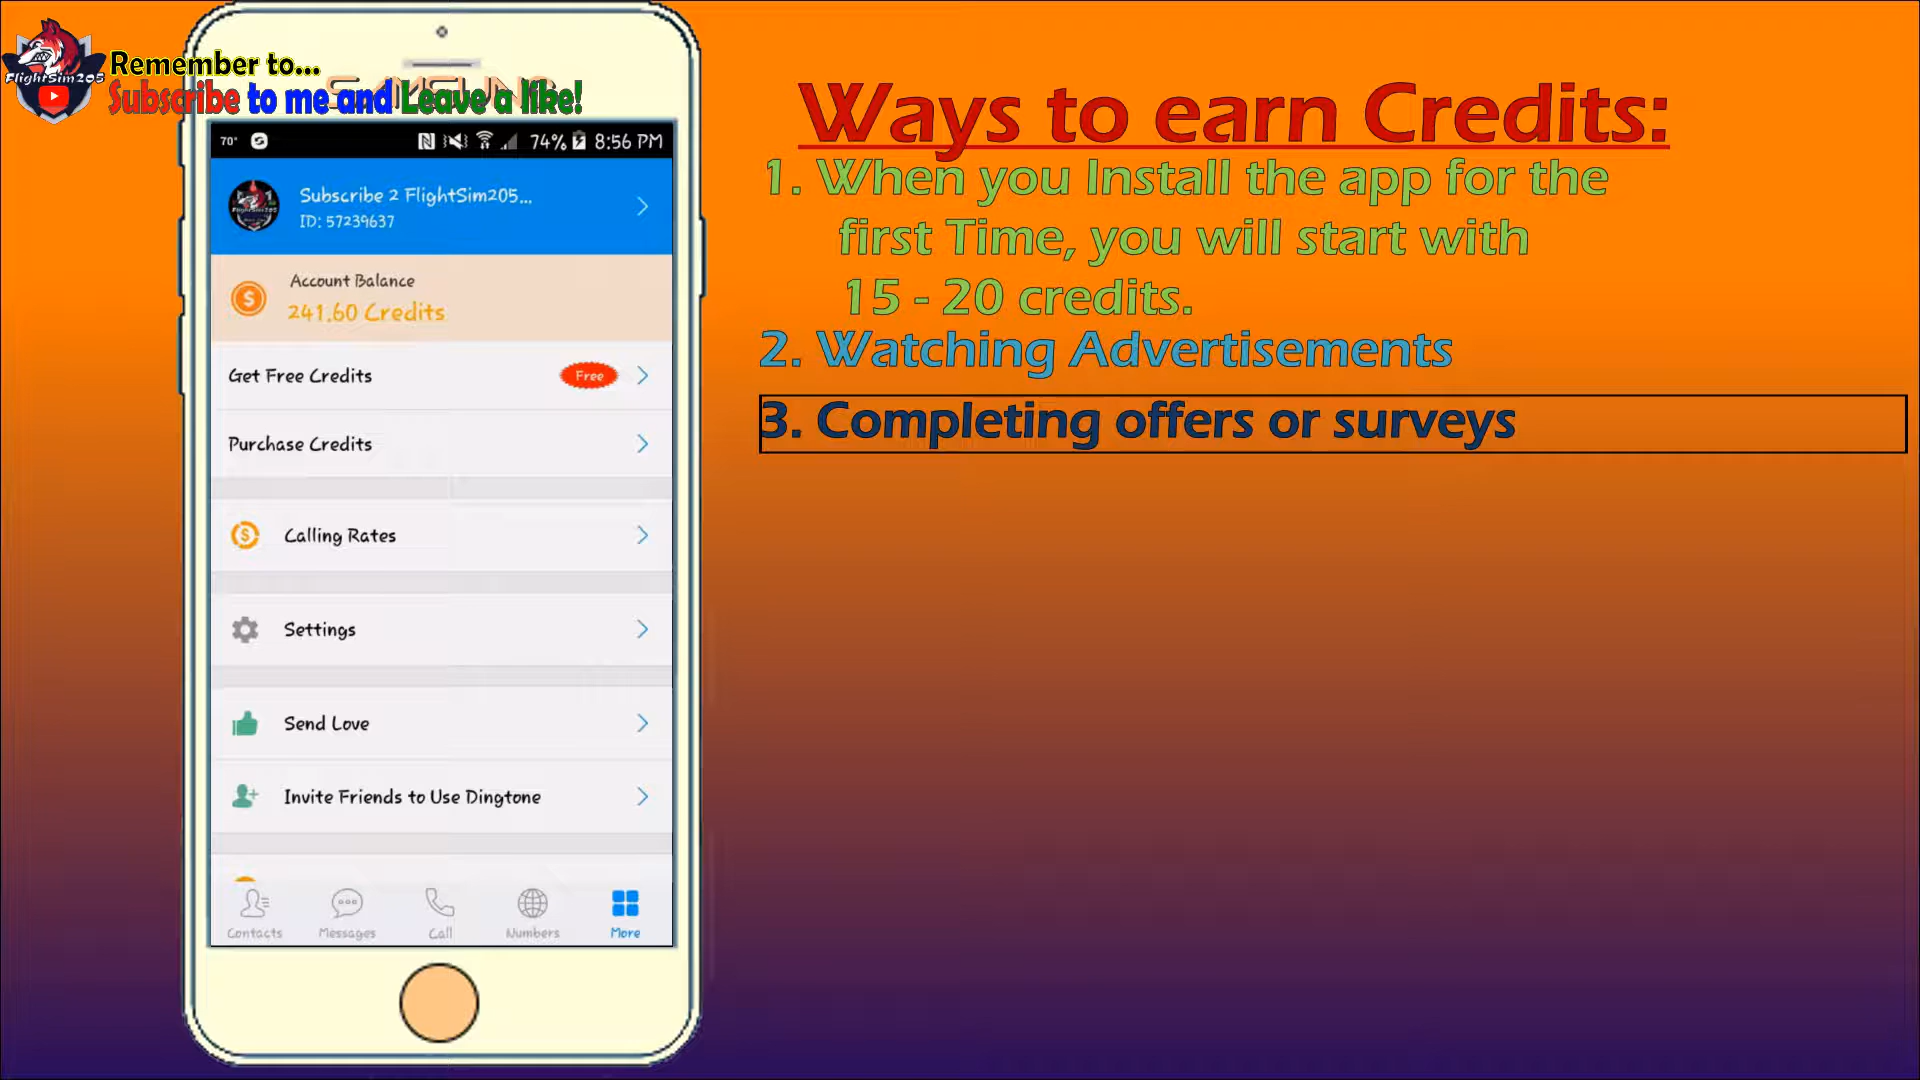 FlightSim205
Remember to...
Subscribe to me and Leave a like!
SAMSUNG
70°
74%
8:56 PM
Subscribe 2 FlightSim205...
ID: 57239637
Account Balance
241.60 Credits
Get Free Credits
Free
Purchase Credits
Calling Rates
Settings
Send Love
Invite Friends to Use Dingtone
Contacts
Messages
Call
Numbers
More
Ways to earn Credits:
1. When you Install the app for the
first Time, you will start with
15 - 20 credits.
2. Watching Advertisements
3. Completing offers or surveys